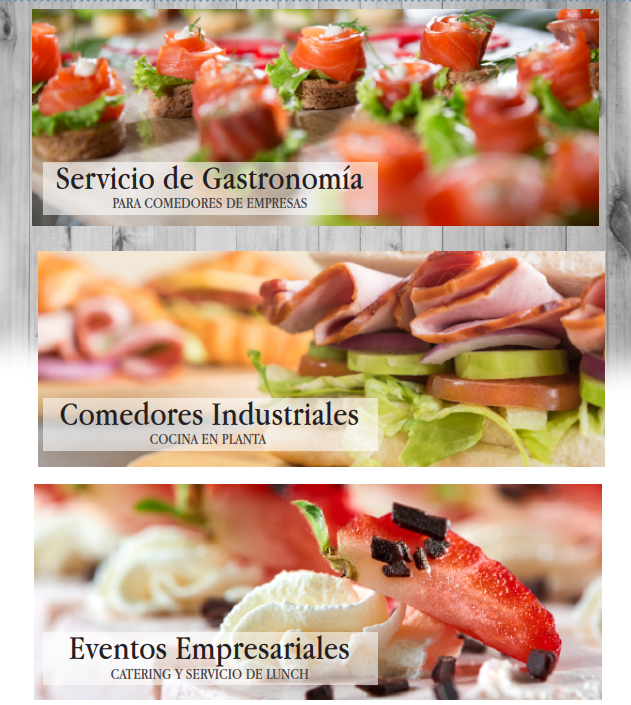 Servicio de Gastronomía
PARA COMEDORES DE EMPRESAS
Comedores Industriales
COCINA EN PLANTA
Eventos Empresariales
CATERING Y SERVICIO DE LUNCH